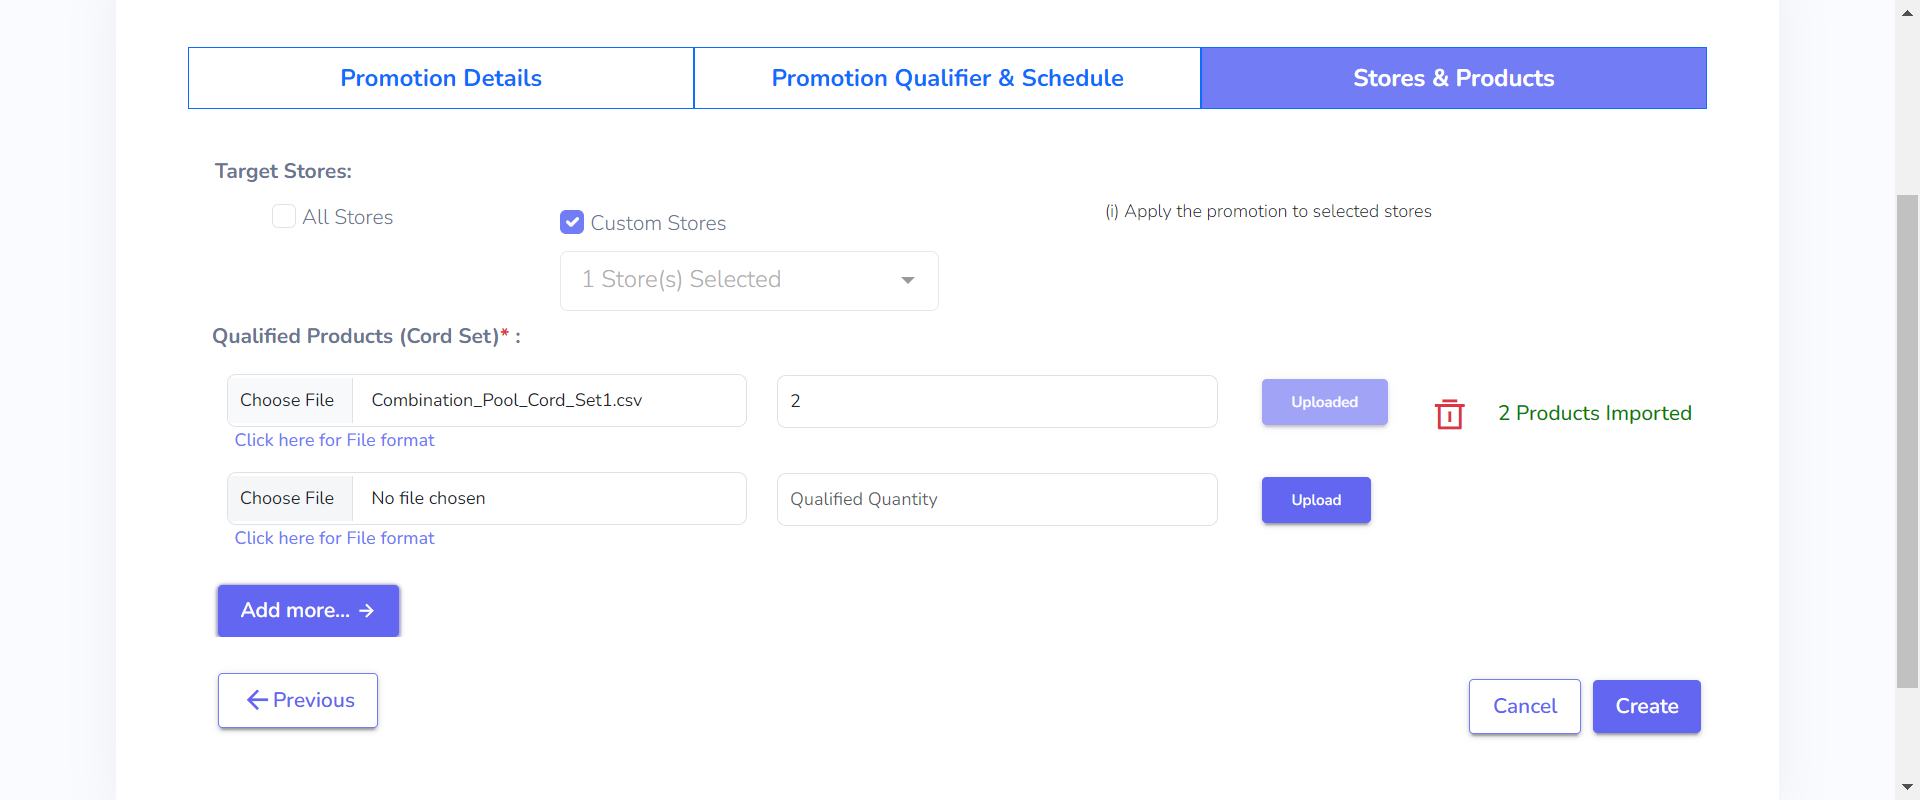 Promotion Details
Promotion Qualifier & Schedule
Stores & Products
Target Stores:
All Stores
Custom Stores
(i) Apply the promotion to selected stores
1 Store(s) Selected
Qualified Products (Cord Set)* :
Choose File
Combination_Pool_Cord_Set1.csv
2
Uploaded
2 Products Imported
Click here for File format
Choose File
No file chosen
Qualified Quantity
Upload
Click here for File format
Add more... →
← Previous
Cancel
Create